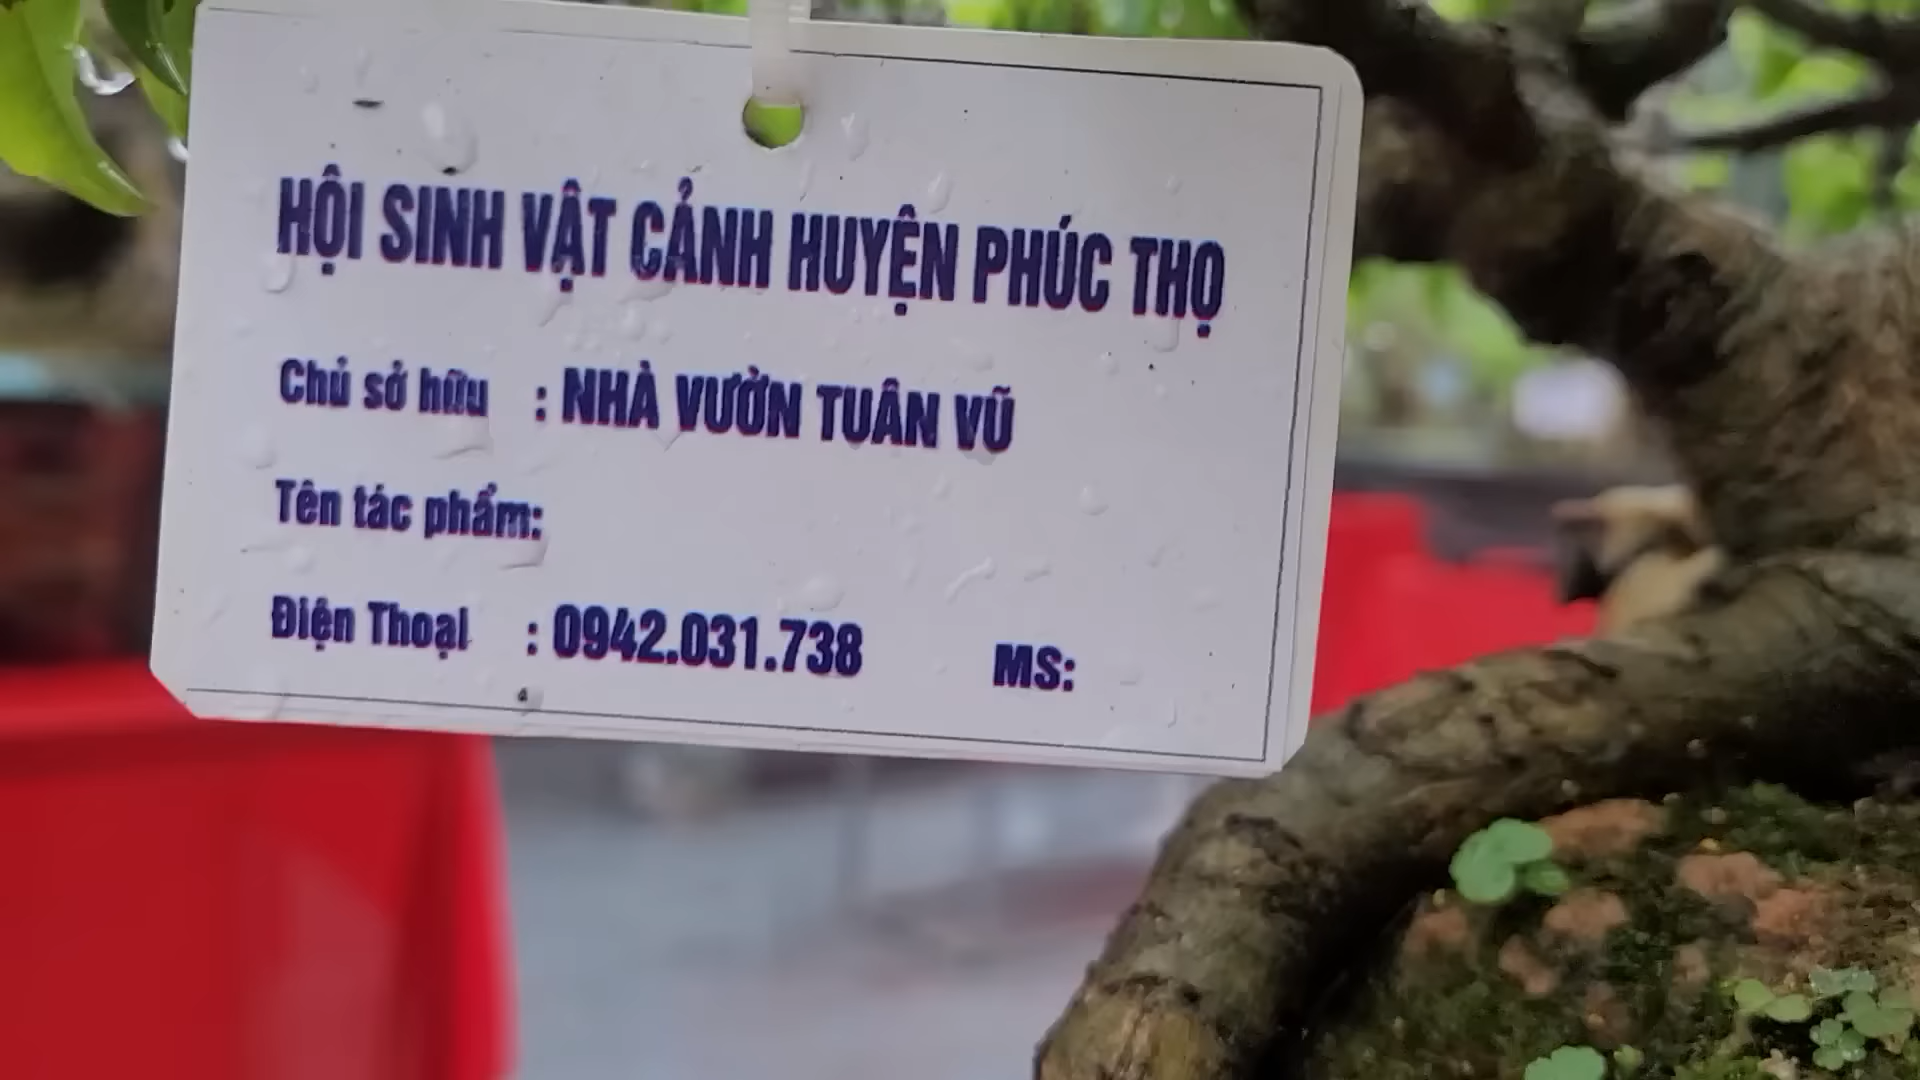 HỘI SINH VẬT CẢNH HUYỆN PHÚC THỌ
Chủ sở hữu : NHÀ VƯỜN TUÂN VŨ
Tên tác phẩm:
Điện Thoại : 0942.031.738 MS: